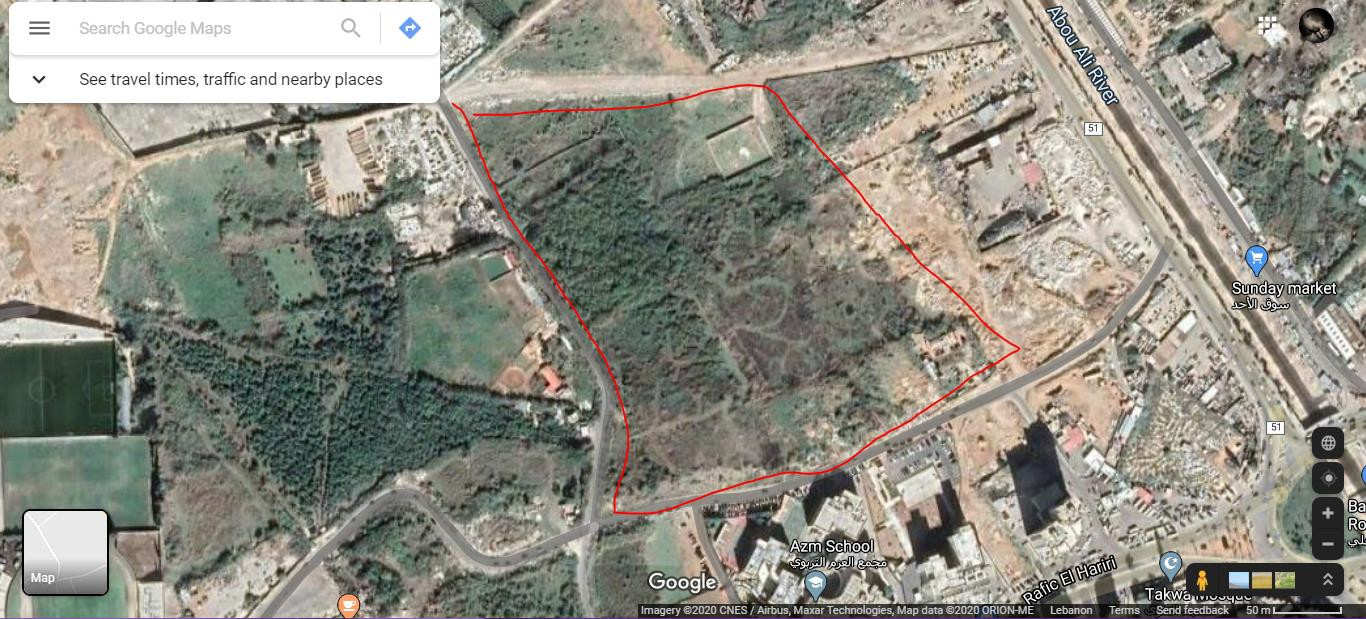 Search Google Maps
See travel times, traffic and nearby places
Abou Ali River
51
Sunday market
سوق الأحد
51
Azm School
مجمع العزم التربوي
Rafic El Hariri
Takwa Mosque
Ba
Ro
Map
Google
Imagery ©2020 CNES / Airbus, Maxar Technologies, Map data ©2020 ORION-ME Lebanon Terms Send feedback 50 m